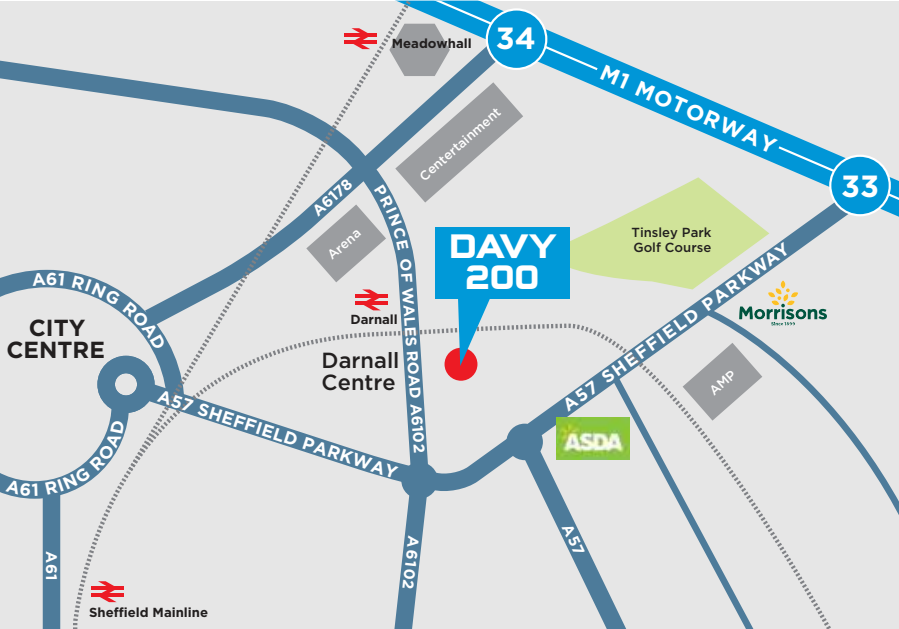 Meadowhall
34
M1 MOTORWAY
33
Centertainment
A6178
PRINCE OF WALES ROAD A6102
Arena
Tinsley Park
Golf Course
DAVY
200
A61 RING ROAD
CITY
CENTRE
Darnall
Darnall
Centre
Morrisons
Since 1899
A57 SHEFFIELD PARKWAY
AMP
A57 SHEFFIELD PARKWAY
ASDA
A61 RING ROAD
A61
A6102
A57
Sheffield Mainline